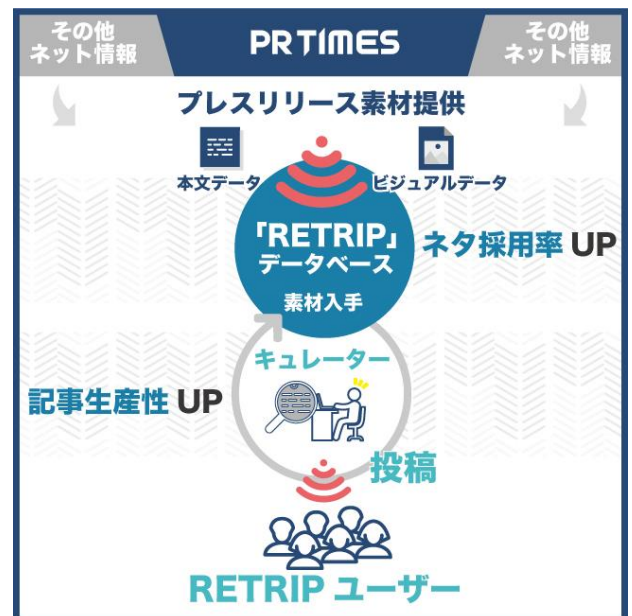 その他
ネット情報
PR TIMES
その他
ネット情報
プレスリリース素材提供
本文データ
ビジュアルデータ
「RETRIP」
データベース
素材入手
ネタ採用率 UP
キュレーター
記事生産性 UP
投稿
RETRIP ユーザー